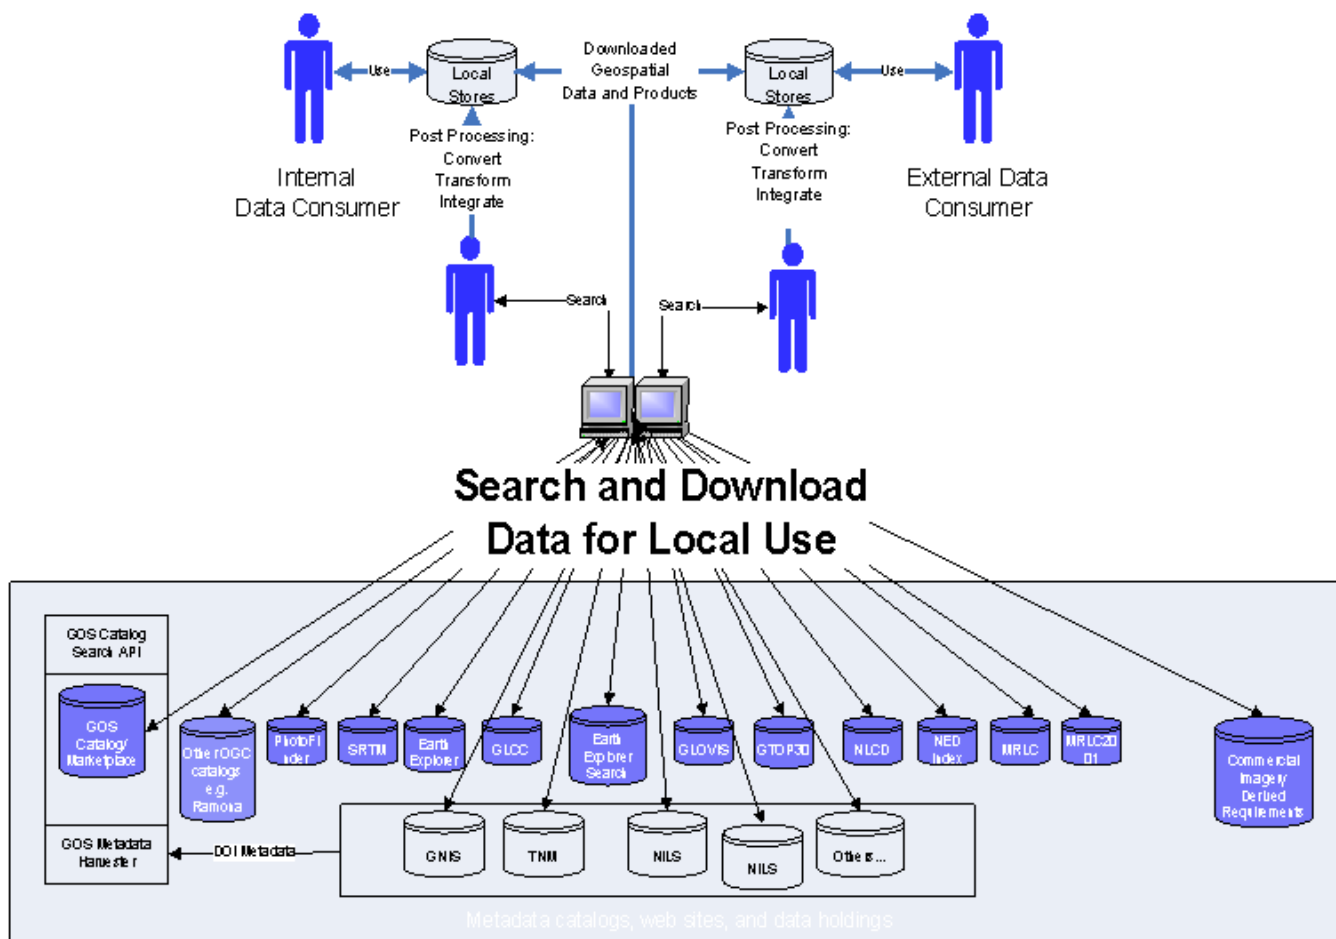 Use
Local
Stores
Downloaded
Geospatial
Data and Products
Local
Stores
Use
Post Processing:
Convert
Transform
Integrate
Post Processing:
Convert
Transform
Integrate
Internal
Data Consumer
External Data
Consumer
Search
Search
Search and Download
Data for Local Use
GOS Catalog
Search API
GOS
Catalog/
Marketplace
Other OGC
catalogs
e.g.
Ramona
PhotoFi
nder
SRTM
Earth
Explorer
GLCC
Earth
Explorer
Search
GLOVIS
GTOP30
NLCD
NED
Index
MRLC
MRLC20
01
Commercial
Imagery/
Derived
Requirements
GOS Metadata
Harvester
DOI Metadata
GNIS
TNM
NILS
NILS
Others...
Metadata catalogs, web sites, and data holdings